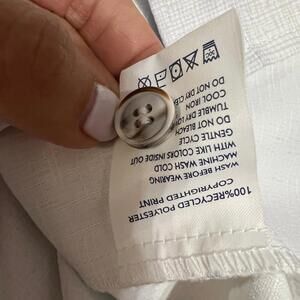 COPYRIGHTED PRINT
100%RECYCLED POLYESTER
WASH BEFORE WEARING
MACHINE WASH COLD
WITH LIKE COLORS INSIDE OUT
GENTLE CYCLE
DO NOT BLEACH
TUMBLE DRY LOW
COOL IRON
DO NOT DRY CLE